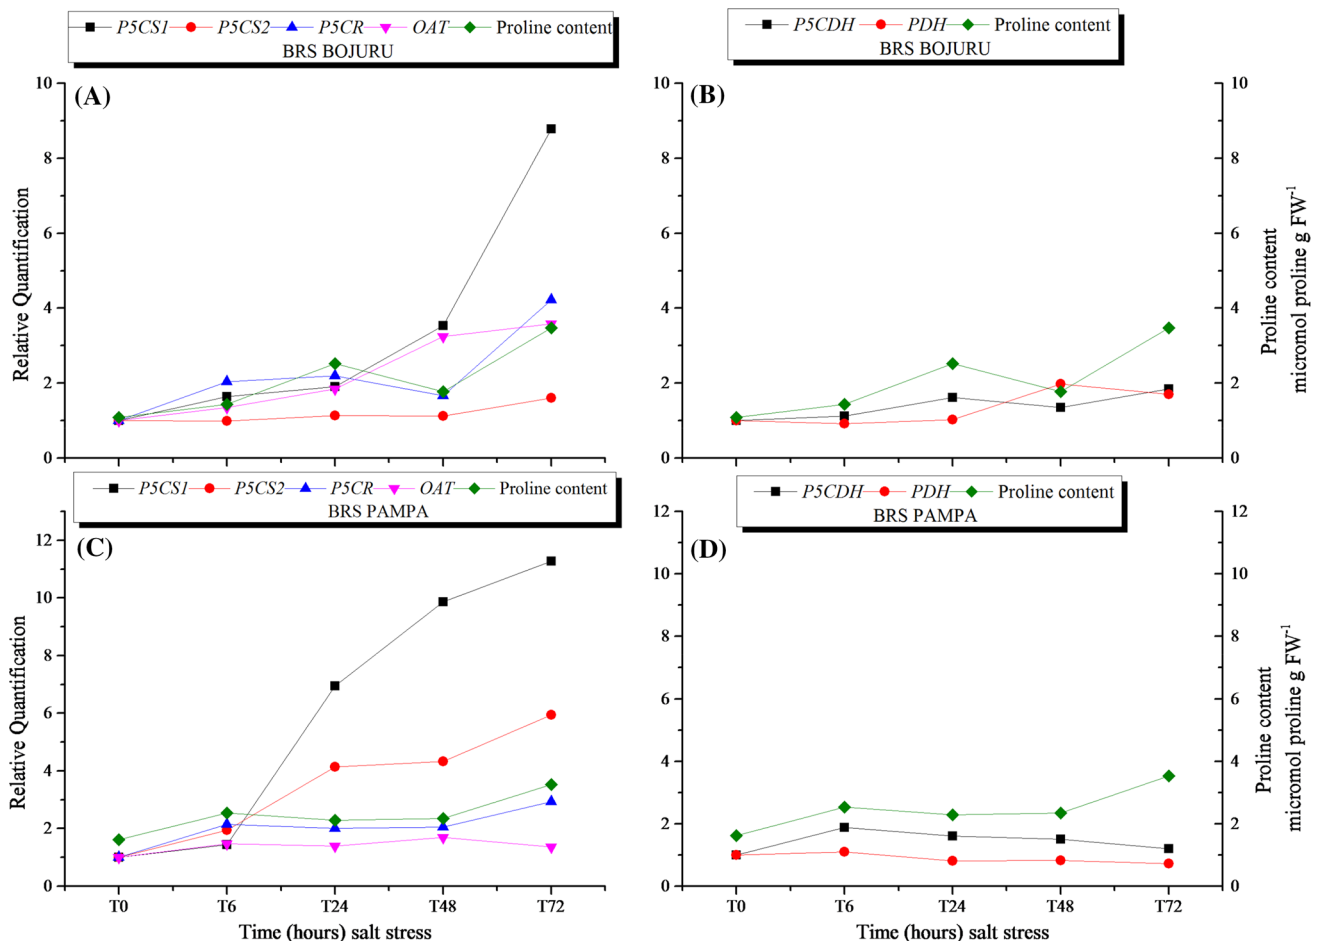 P5CS1 P5CS2 P5CR OAT Proline content
BRS BOJURU
P5CDH PDH Proline content
BRS BOJURU
(A)
10
8
6
4
2
0
Relative Quantification
T0 T6 T24 T48 T72
(B)
10
8
6
4
2
0
10
8
6
4
2
0
Proline content
micromol proline g FW-1
P5CS1 P5CS2 P5CR OAT Proline content
BRS PAMPA
P5CDH PDH Proline content
BRS PAMPA
(C)
12
10
8
6
4
2
0
Relative Quantification
T0 T6 T24 T48 T72
Time (hours) salt stress
(D)
12
10
8
6
4
2
0
12
10
8
6
4
2
0
Proline content
micromol proline g FW-1
T0 T6 T24 T48 T72
Time (hours) salt stress